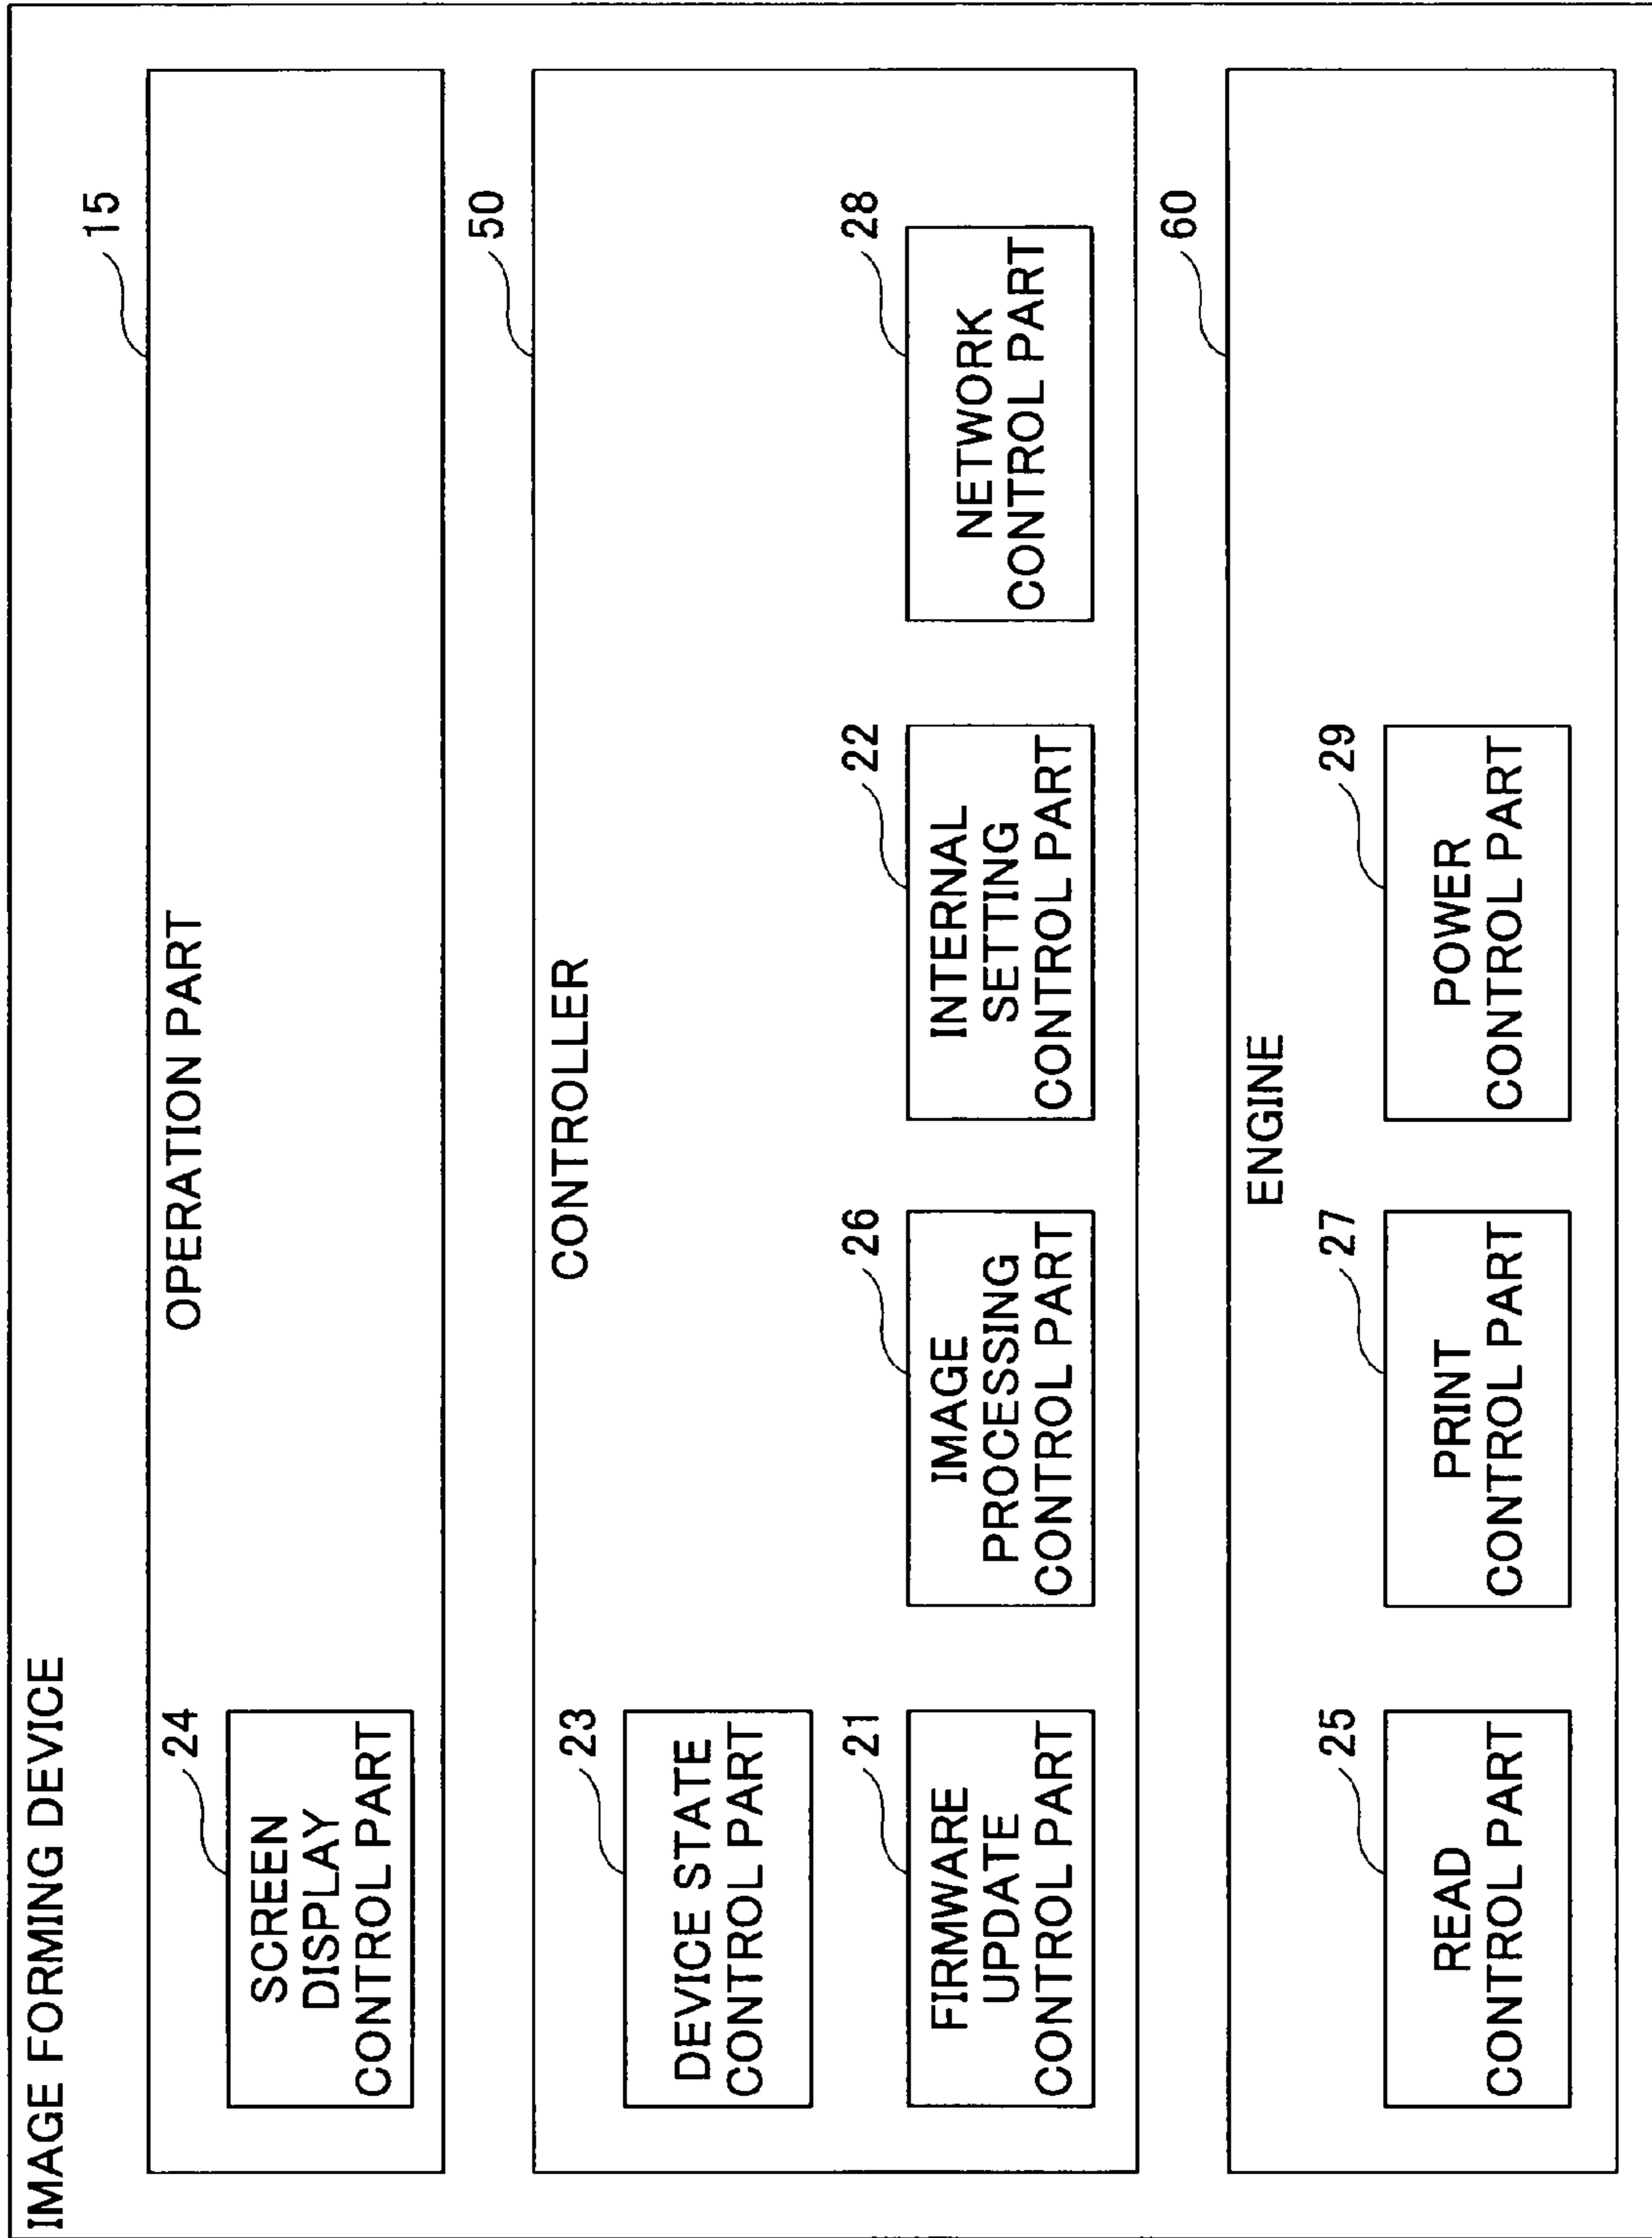 IMAGE FORMING DEVICE
15
OPERATION PART
24
SCREEN
DISPLAY
CONTROL PART
50
CONTROLLER
23
DEVICE STATE
CONTROL PART
21
FIRMWARE
UPDATE
CONTROL PART
26
IMAGE
PROCESSING
CONTROL PART
22
INTERNAL
SETTING
CONTROL PART
28
NETWORK
CONTROL PART
60
ENGINE
25
READ
CONTROL PART
27
PRINT
CONTROL PART
29
POWER
CONTROL PART